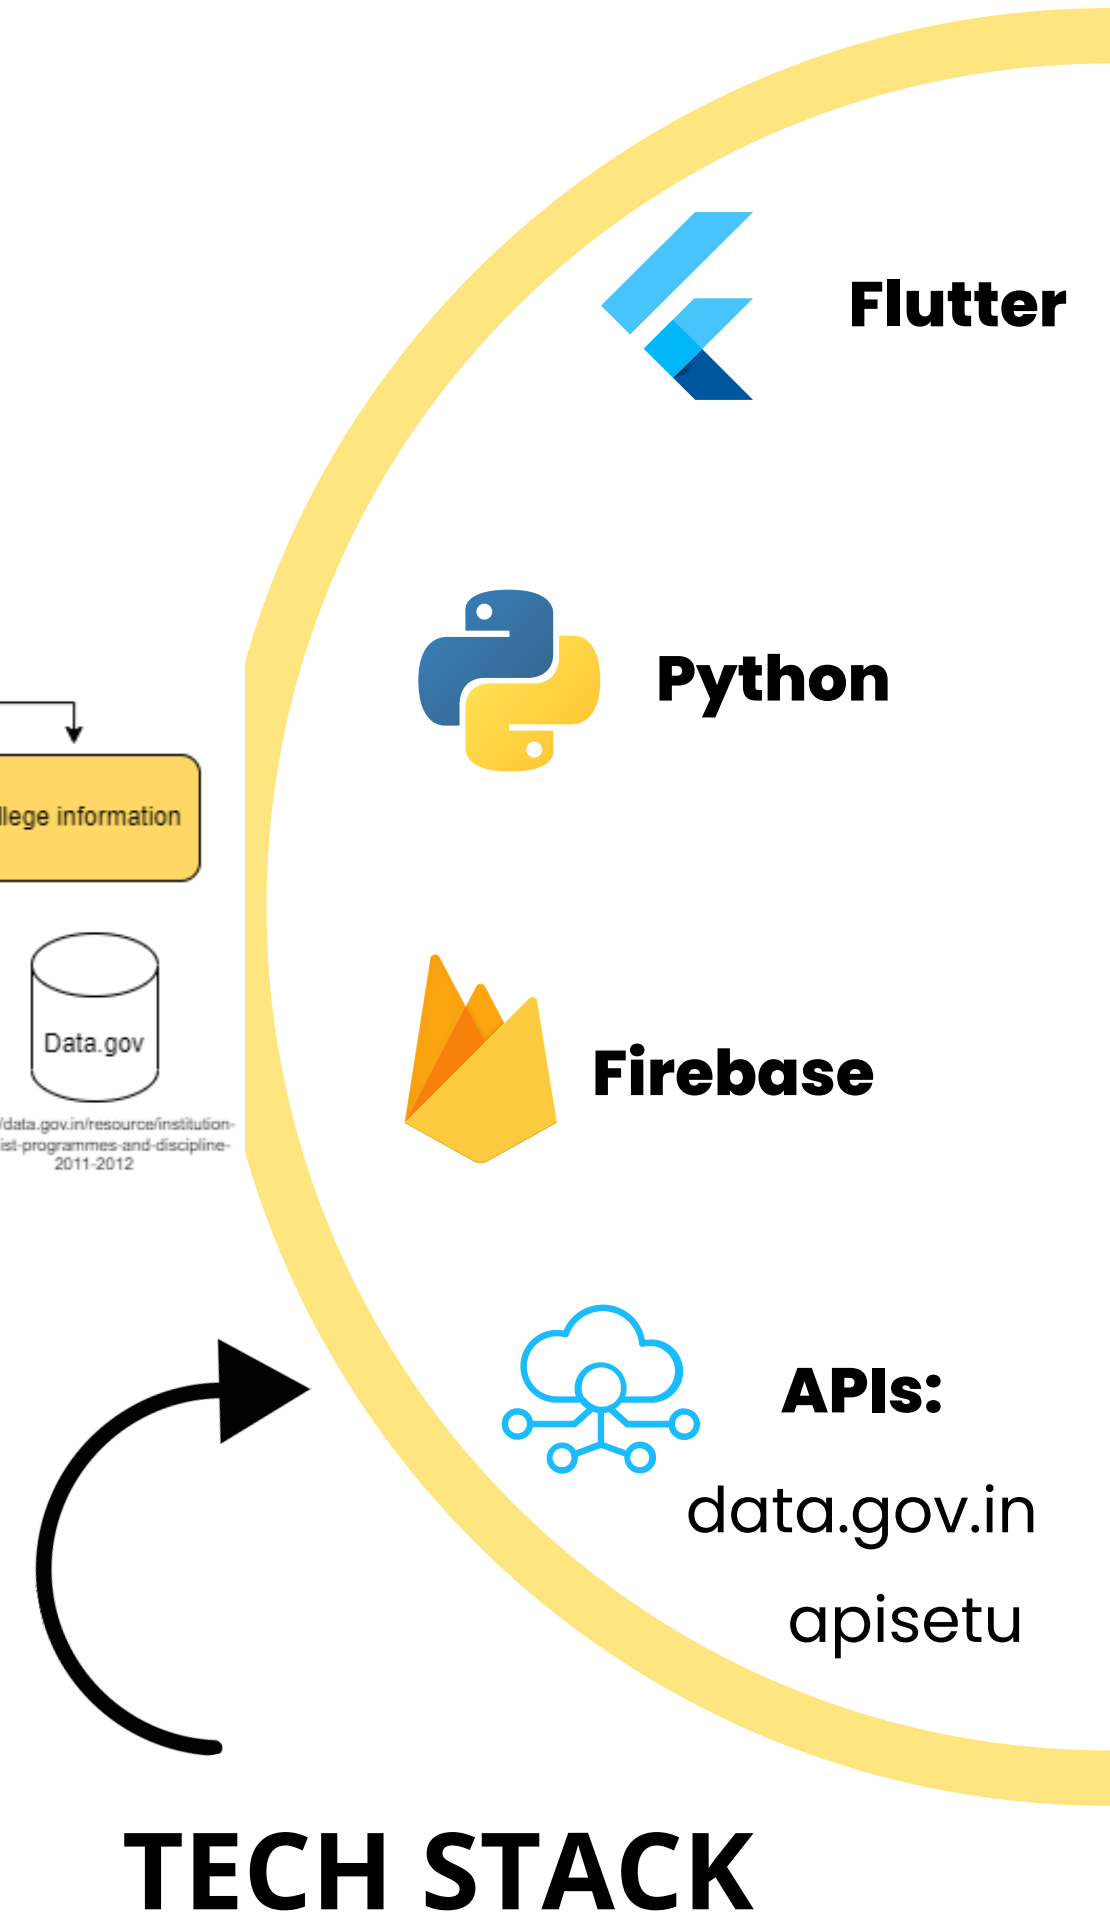 Flutter
Python
llege information
Data.gov
/data.gov.in/resource/institution-
ist-programmes-and-discipline-
2011-2012
Firebase
APIs:
data.gov.in
apisetu
TECH STACK